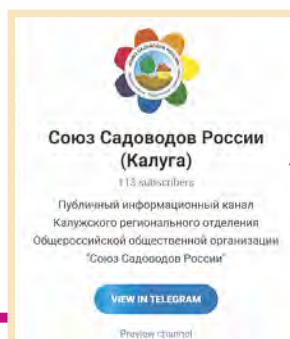 Союз Садоводов России
(Калуга)
113 subscribers
Публичный информационный канал
Калужского регионального отделения
Общероссийской общественной организации
"Союз Садоводов России"
VIEW IN TELEGRAM
Preview channel